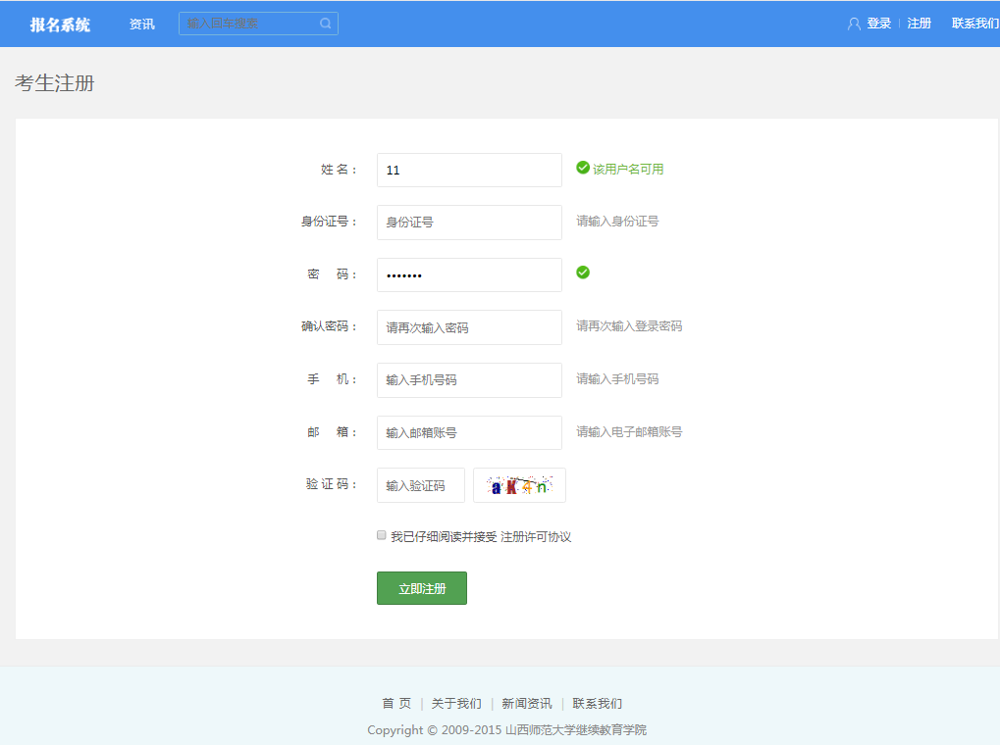 报名系统 资讯 输入回车搜索 登录 | 注册 联系我们
考生注册
姓 名： 11 该用户名可用
身份证号： 身份证号 请输入身份证号
密 码： •••••••
确认密码： 请再次输入密码 请再次输入登录密码
手 机： 输入手机号码 请输入手机号码
邮 箱： 输入邮箱账号 请输入电子邮箱账号
验 证 码： 输入验证码 aK4n
我已仔细阅读并接受 注册许可协议
立即注册
首 页 | 关于我们 | 新闻资讯 | 联系我们
Copyright © 2009-2015 山西师范大学继续教育学院